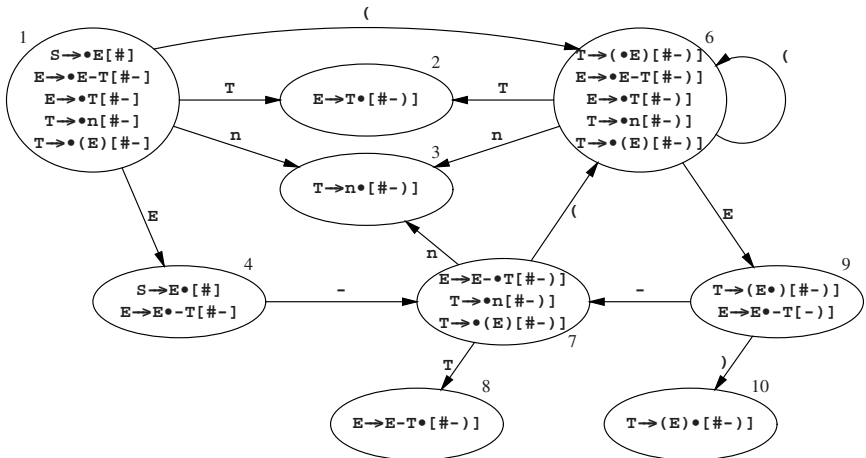 (
1
S→•E[#]
E→•E-T[#-]
E→•T[#-]
T→•n[#-]
T→•(E)[#-]
T
n
E
2
E→T•[#-)]
3
T→n•[#-)]
6
T→(•E)[#-)]
E→•E-T[#-)]
E→•T[#-)]
T→•n[#-)]
T→•(E)[#-)]
(
T
n
(
E
n
4
S→E•[#]
E→E•-T[#-]
-
E→E-•T[#-)]
T→•n[#-)]
T→•(E)[#-)]
7
-
9
T→(E•)[#-)]
E→E•-T[-)]
T
8
E→E-T•[#-)]
)
10
T→(E)•[#-)]